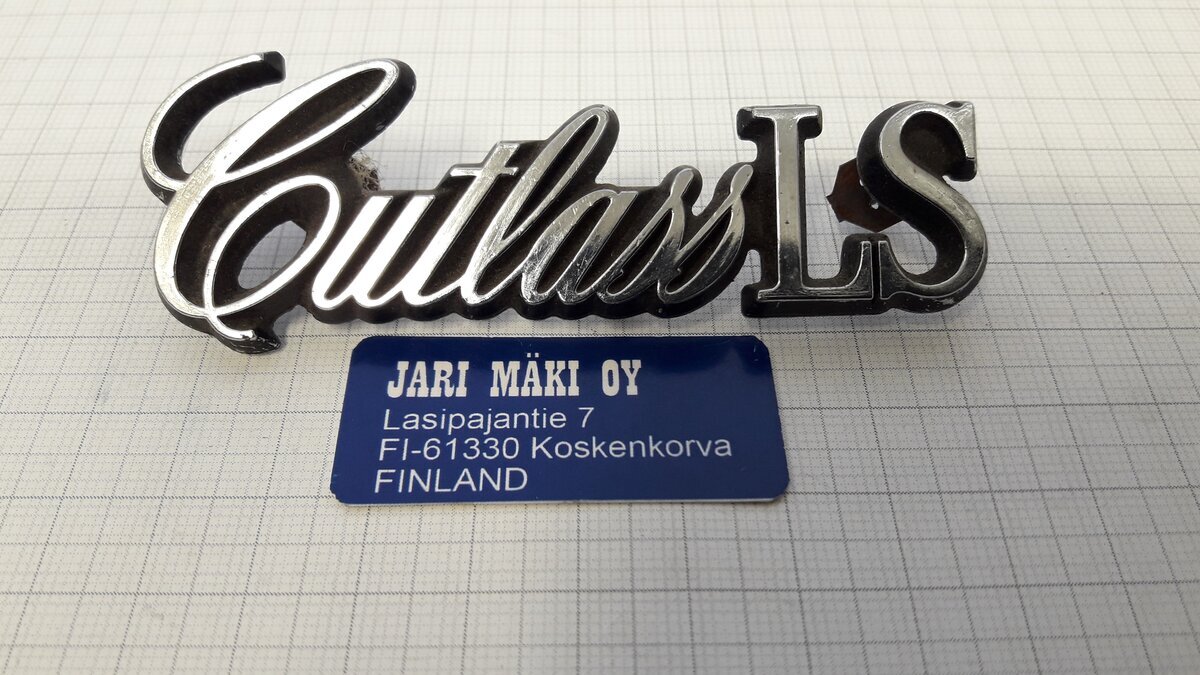 Cutlass LS
JARI MÄKI OY
Lasipajantie 7
FI-61330 Koskenkorva
FINLAND